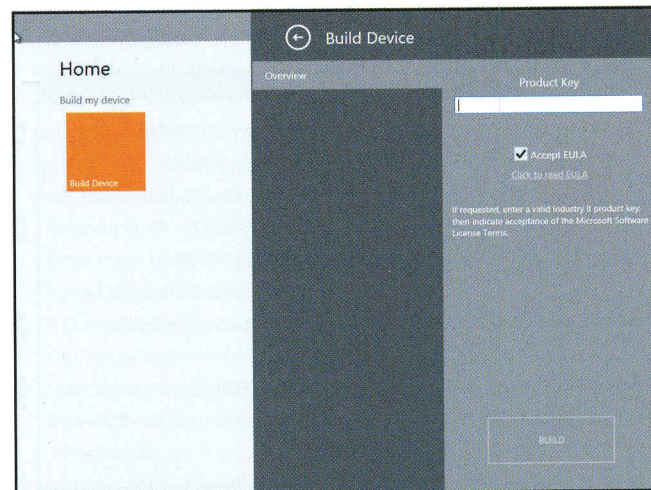 Home
Build my device
Build Device
Build Device
Overview
Product Key
Accept EULA
Click to read EULA
If requested, enter a valid Industry 8 product key,
then indicate acceptance of the Microsoft Software
License Terms.
BUILD